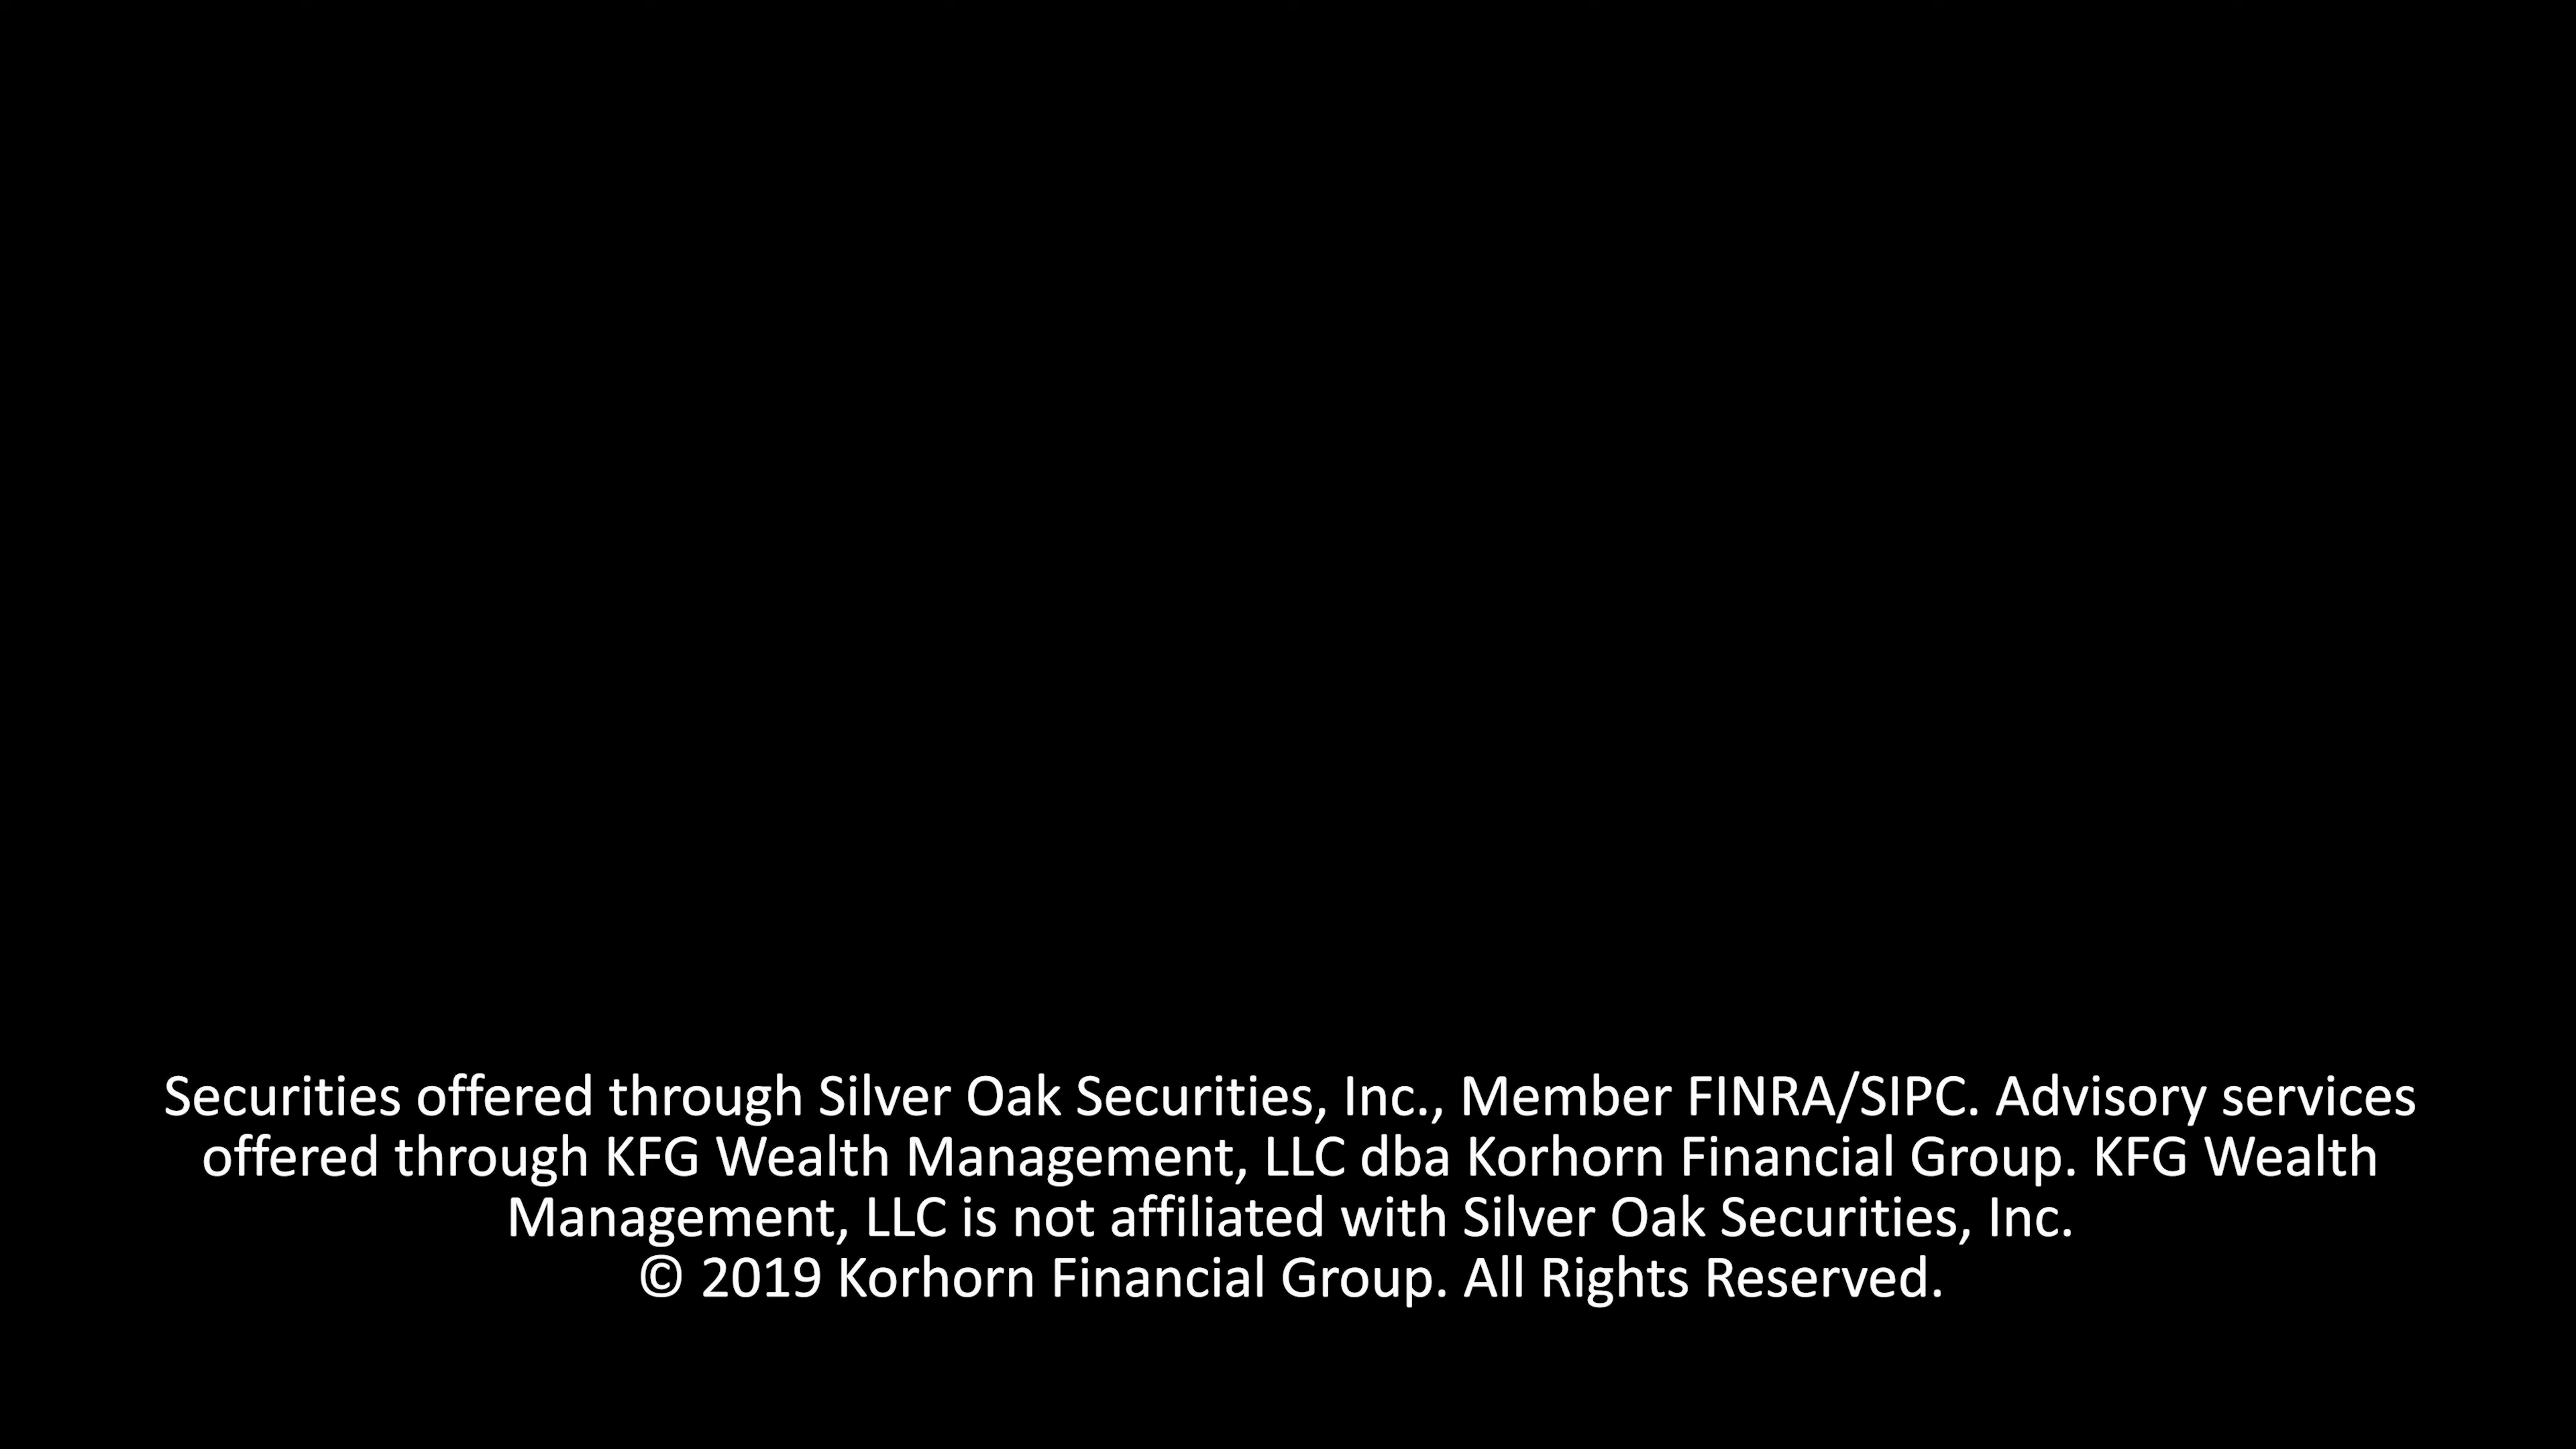 Securities offered through Silver Oak Securities, Inc., Member FINRA/SIPC. Advisory services
offered through KFG Wealth Management, LLC dba Korhorn Financial Group. KFG Wealth
Management, LLC is not affiliated with Silver Oak Securities, Inc.
© 2019 Korhorn Financial Group. All Rights Reserved.